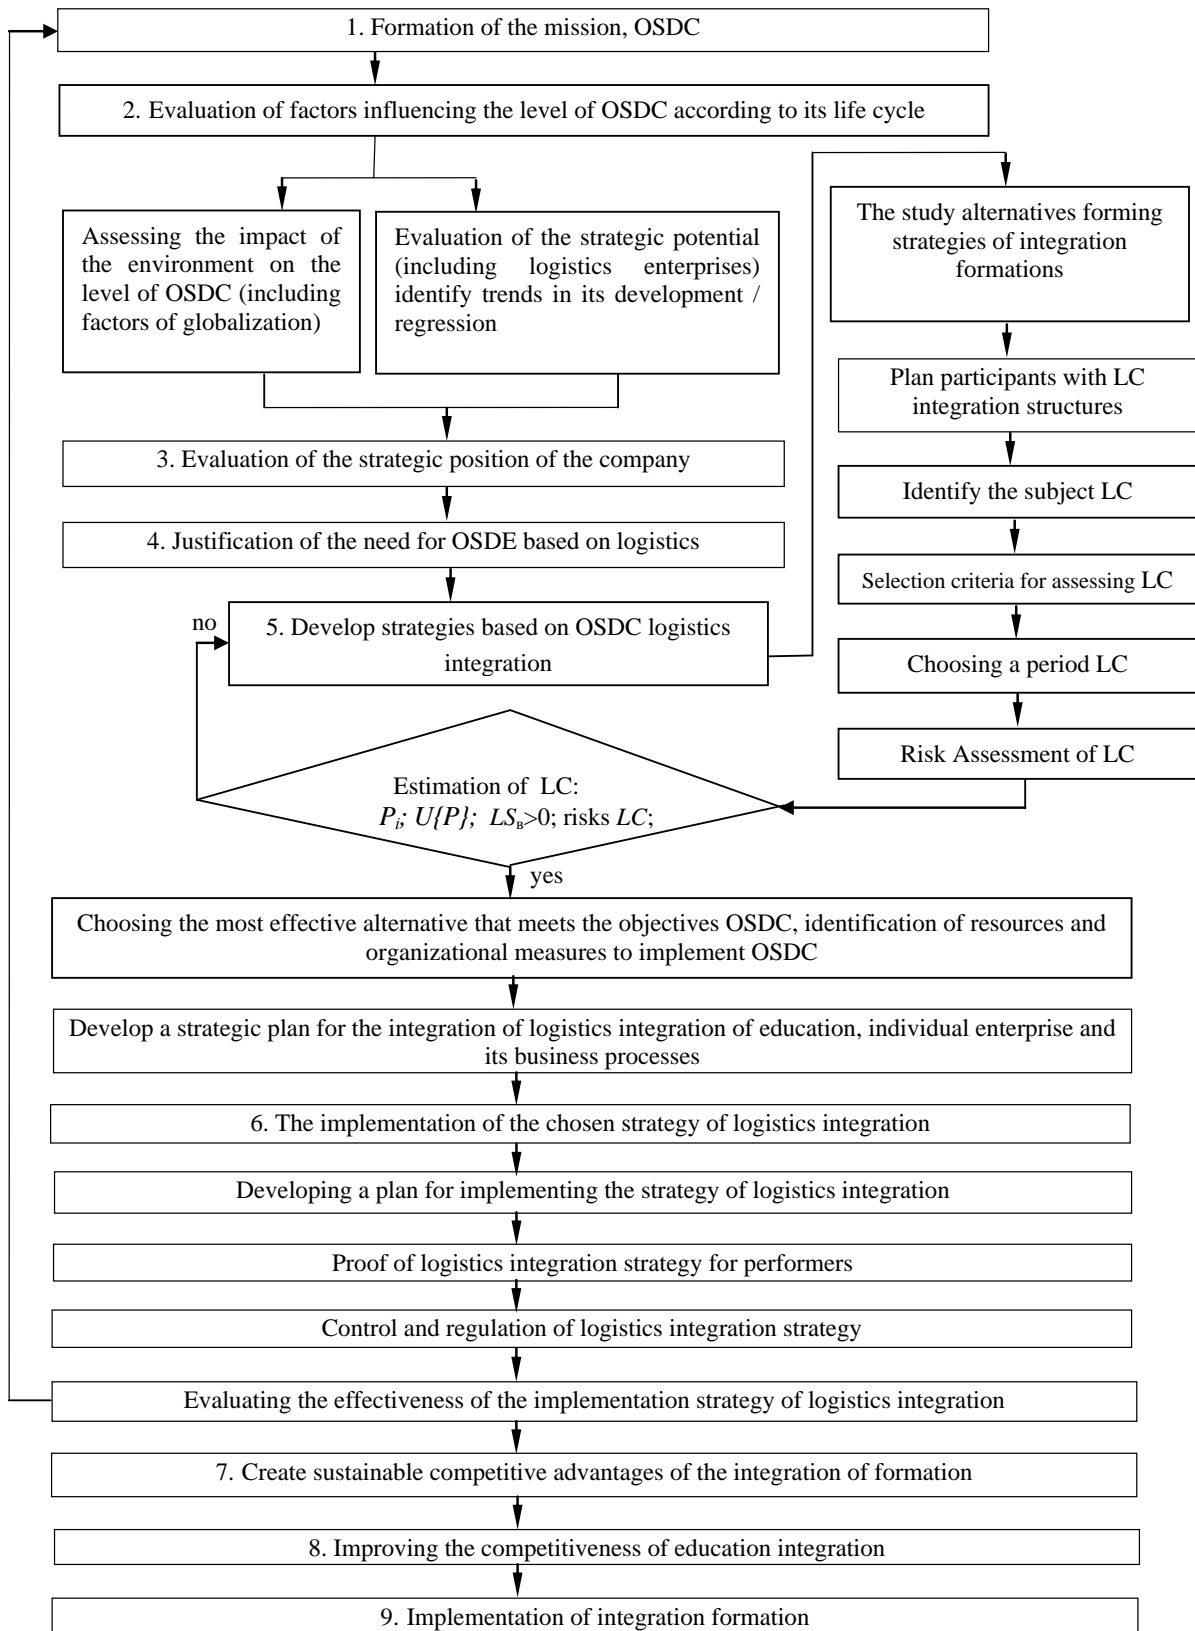 1. Formation of the mission, OSDC
2. Evaluation of factors influencing the level of OSDC according to its life cycle
Assessing the impact of
the environment on the
level of OSDC (including
factors of globalization)
Evaluation of the strategic potential
(including logistics enterprises)
identify trends in its development /
regression
The study alternatives forming
strategies of integration
formations
Plan participants with LC
integration structures
3. Evaluation of the strategic position of the company
Identify the subject LC
4. Justification of the need for OSDE based on logistics
Selection criteria for assessing LC
no
5. Develop strategies based on OSDC logistics
integration
Choosing a period LC
Risk Assessment of LC
Estimation of LC:
Pᵢ; U{P}; LSв>0; risks LC;
yes
Choosing the most effective alternative that meets the objectives OSDC, identification of resources and
organizational measures to implement OSDC
Develop a strategic plan for the integration of logistics integration of education, individual enterprise and
its business processes
6. The implementation of the chosen strategy of logistics integration
Developing a plan for implementing the strategy of logistics integration
Proof of logistics integration strategy for performers
Control and regulation of logistics integration strategy
Evaluating the effectiveness of the implementation strategy of logistics integration
7. Create sustainable competitive advantages of the integration of formation
8. Improving the competitiveness of education integration
9. Implementation of integration formation